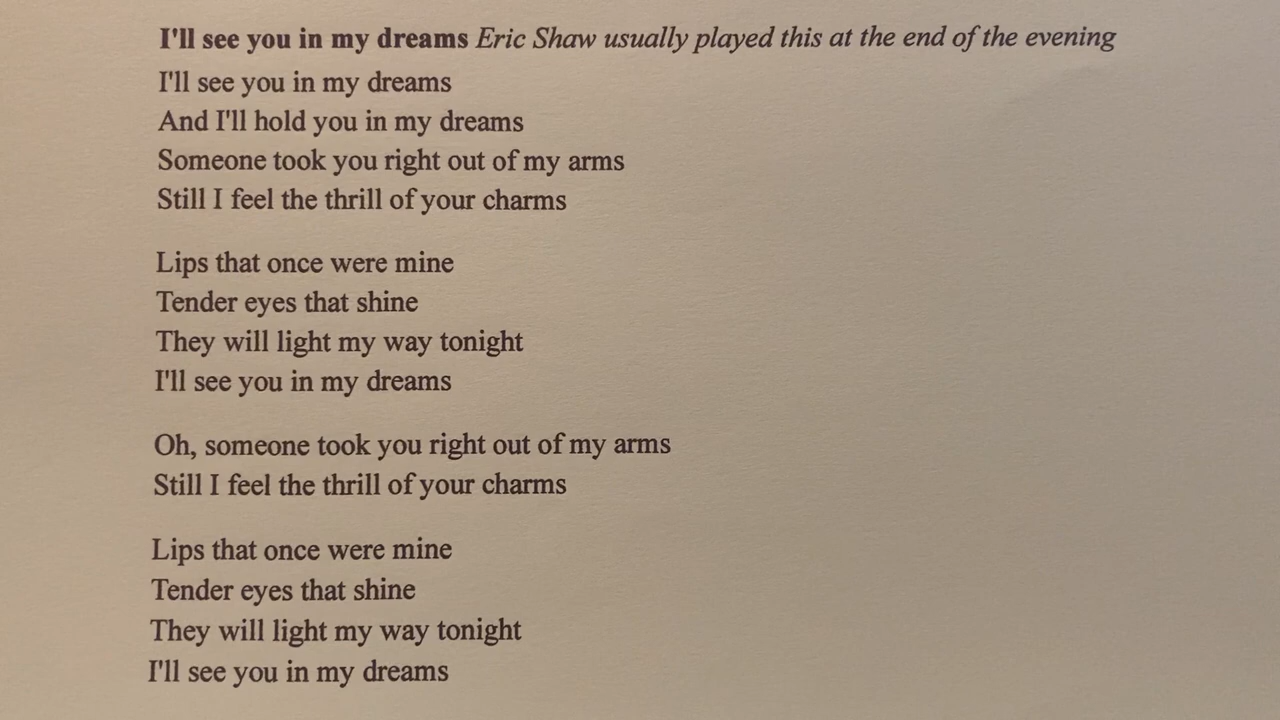 I'll see you in my dreams Eric Shaw usually played this at the end of the evening
I'll see you in my dreams
And I'll hold you in my dreams
Someone took you right out of my arms
Still I feel the thrill of your charms
Lips that once were mine
Tender eyes that shine
They will light my way tonight
I'll see you in my dreams
Oh, someone took you right out of my arms
Still I feel the thrill of your charms
Lips that once were mine
Tender eyes that shine
They will light my way tonight
I'll see you in my dreams